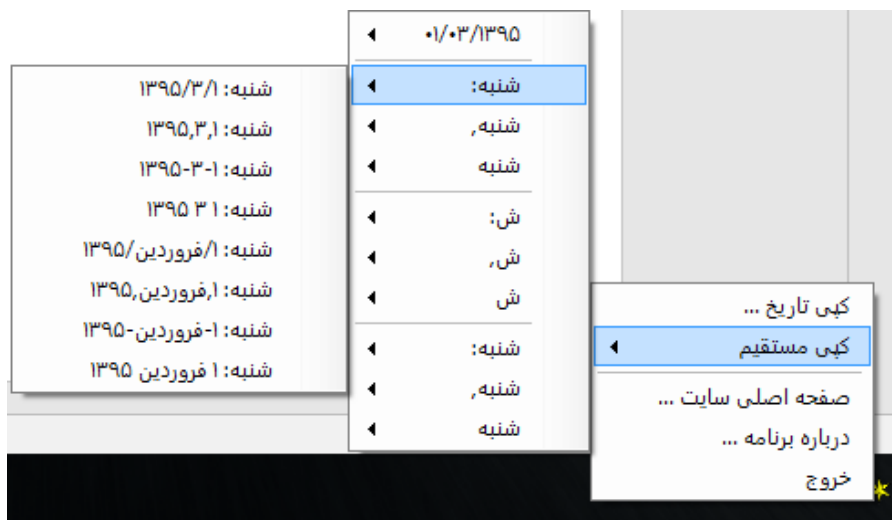 کپی تاریخ ...
کپی مستقیم
صفحه اصلی سایت ...
درباره برنامه ...
خروج
۰۱/۰۳/۱۳۹۵
شنبه:
شنبه,
شنبه
ش:
ش,
ش
شنبه:
شنبه,
شنبه
شنبه: ۱۳۹۵/۳/۱
شنبه: ۱۳۹۵,۳,۱
شنبه: ۱-۳-۱۳۹۵
شنبه: ۱ ۳ ۱۳۹۵
شنبه: ۱/فروردین/۱۳۹۵
شنبه: ۱,فروردین,۱۳۹۵
شنبه: ۱-فروردین-۱۳۹۵
شنبه: ۱ فروردین ۱۳۹۵